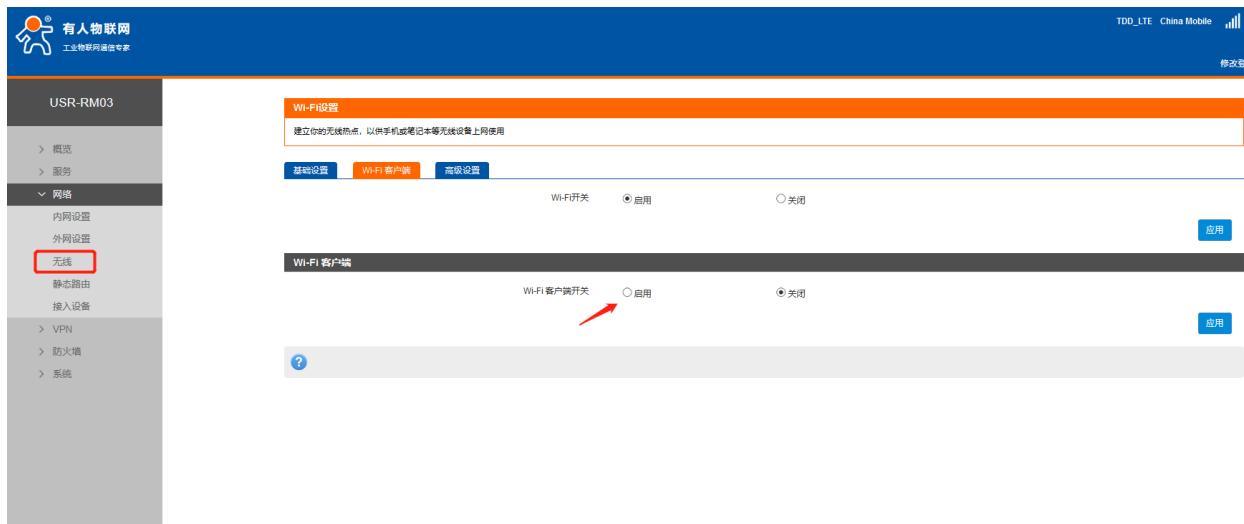 有人物联网
工业物联网通信专家
TDD_LTE China Mobile
USR-RM03
概览
服务
网络
内网设置
外网设置
无线
静态路由
接入设备
VPN
防火墙
系统
Wi-Fi设置
建立你的无线热点，以供手机或笔记本等无线设备上网使用
基础设置 Wi-Fi 客户端 高级设置
Wi-Fi开关 启用 关闭
应用
Wi-Fi 客户端
Wi-Fi 客户端开关 启用 关闭
应用
?